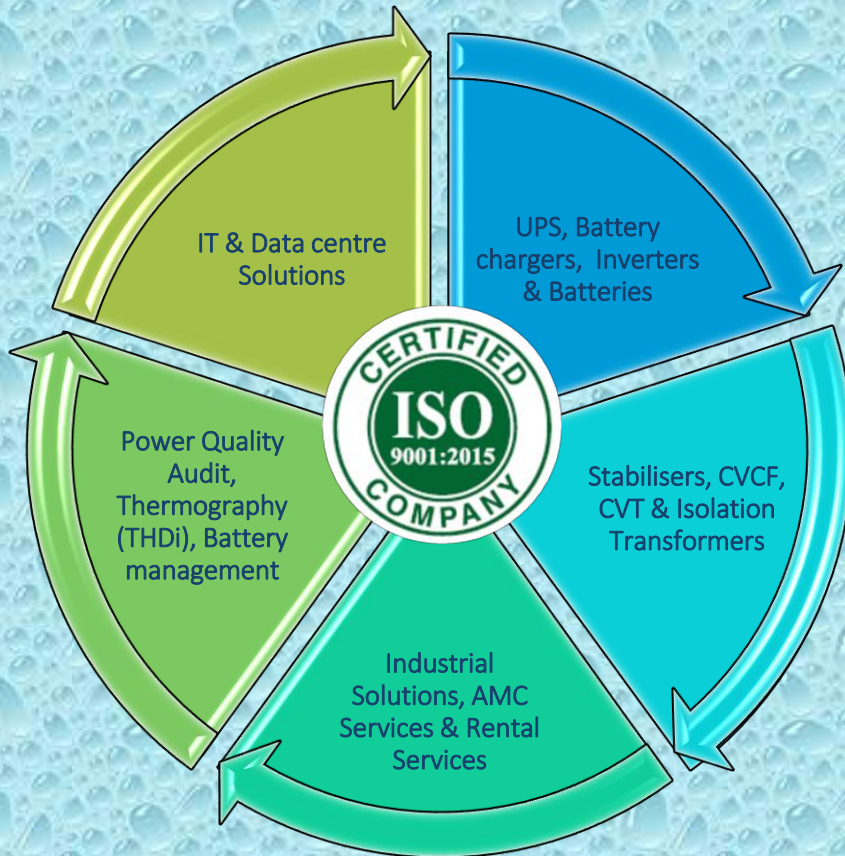 IT & Data centre
Solutions
UPS, Battery
chargers,  Inverters
& Batteries
CERTIFIED
ISO
9001:2015
COMPANY
Power Quality
Audit,
Thermography
(THDi), Battery
management
Stabilisers, CVCF,
CVT & Isolation
Transformers
Industrial
Solutions, AMC
Services & Rental
Services